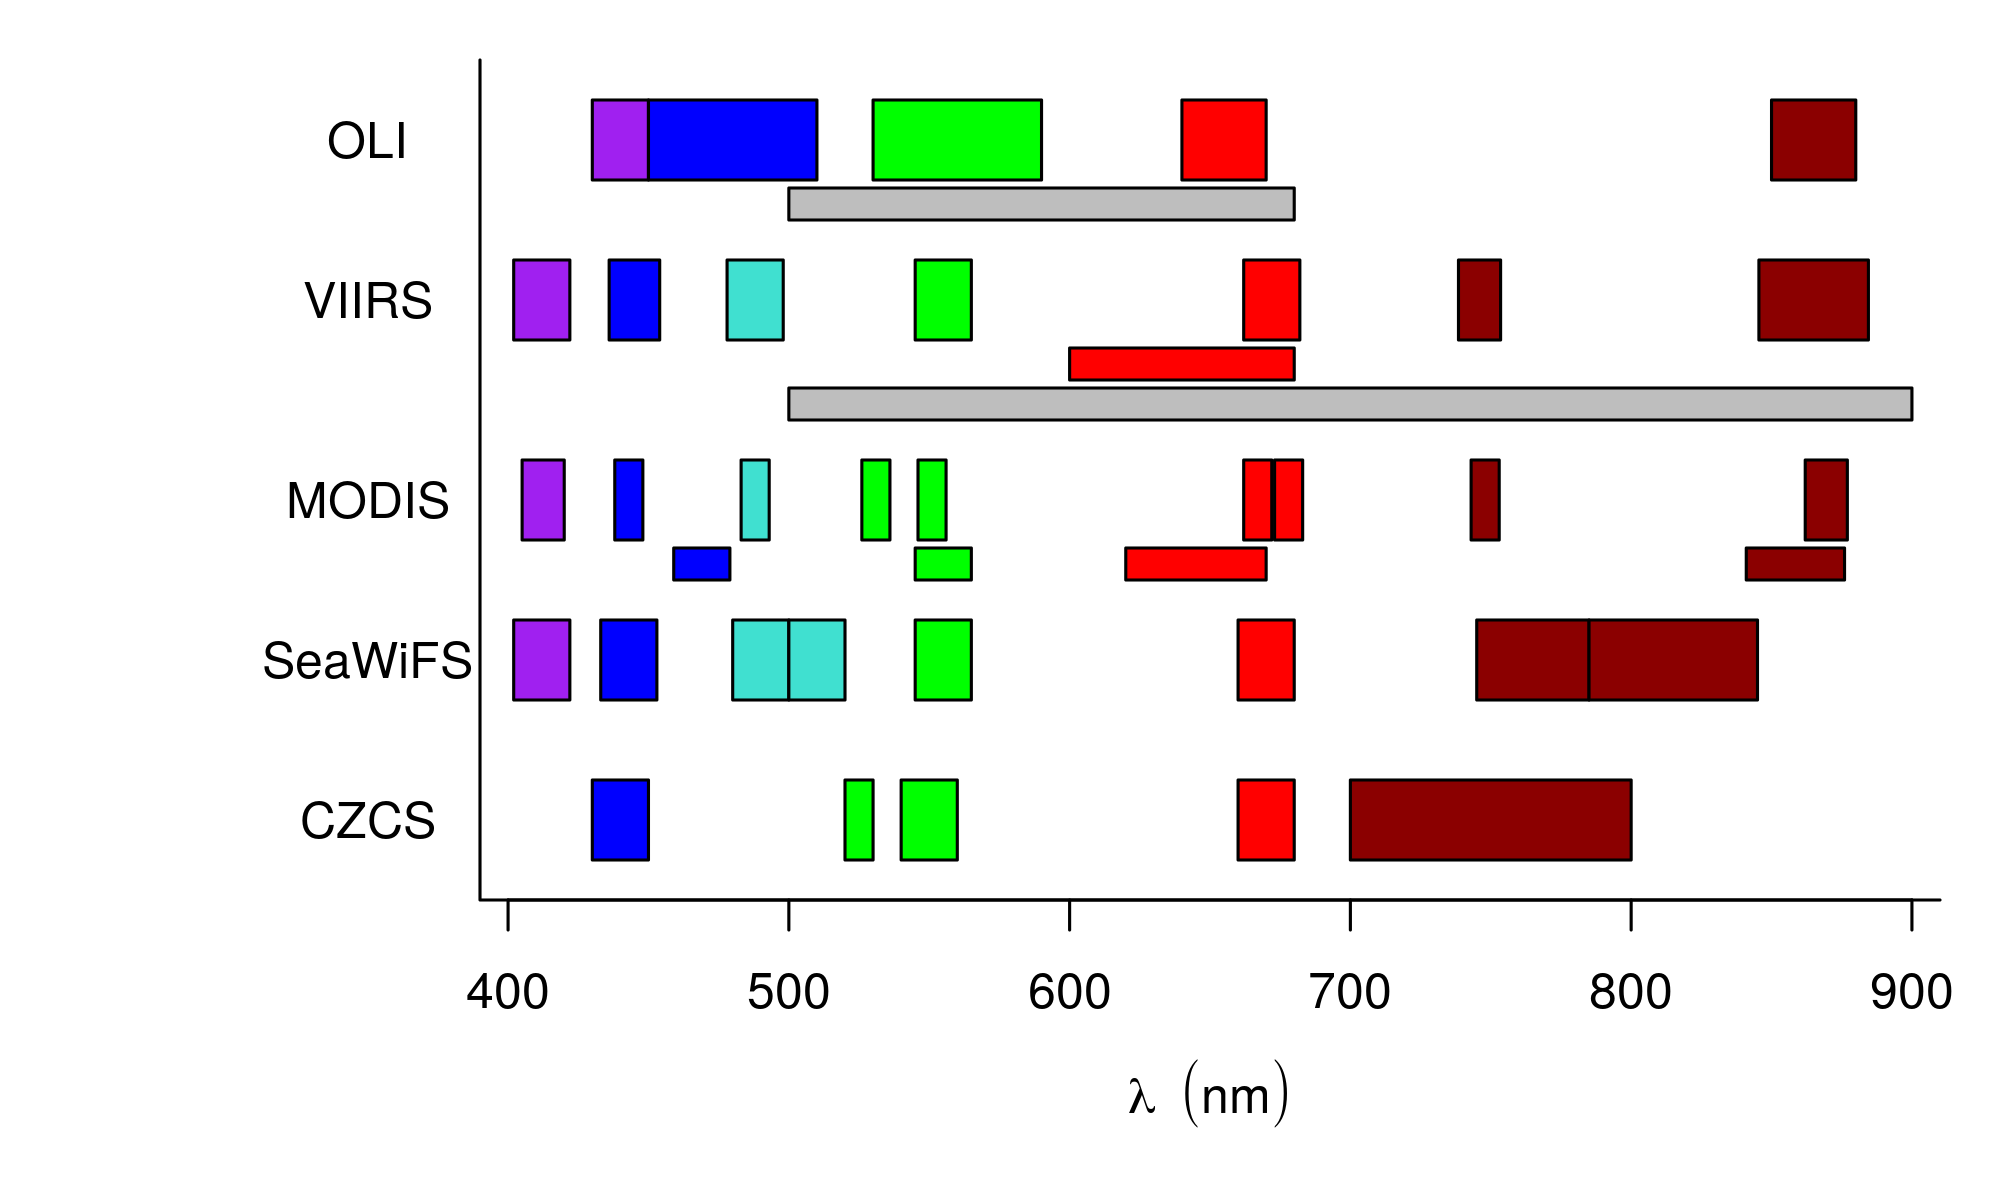 OLI
VIIRS
MODIS
SeaWiFS
CZCS
400 500 600 700 800 900
λ (nm)